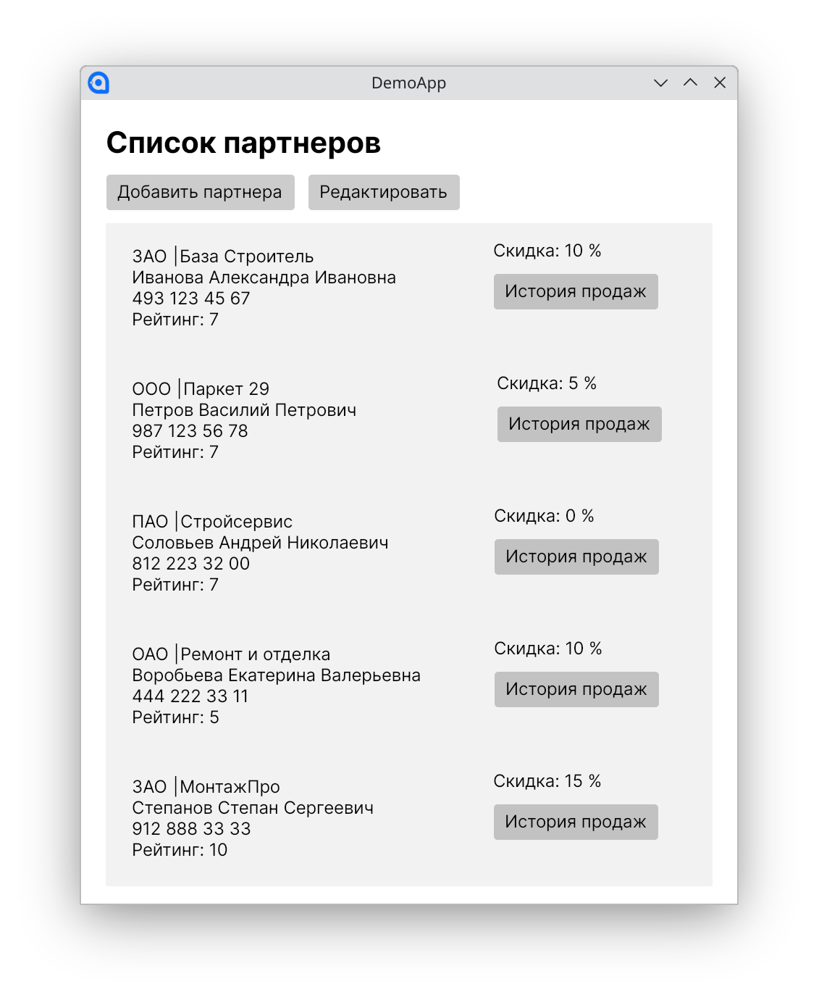 DemoApp
Список партнеров
Добавить партнера
Редактировать
ЗАО |База Строитель
Иванова Александра Ивановна
493 123 45 67
Рейтинг: 7
Скидка: 10 %
История продаж
ООО |Паркет 29
Петров Василий Петрович
987 123 56 78
Рейтинг: 7
Скидка: 5 %
История продаж
ПАО |Стройсервис
Соловьев Андрей Николаевич
812 223 32 00
Рейтинг: 7
Скидка: 0 %
История продаж
ОАО |Ремонт и отделка
Воробьева Екатерина Валерьевна
444 222 33 11
Рейтинг: 5
Скидка: 10 %
История продаж
ЗАО |МонтажПро
Степанов Степан Сергеевич
912 888 33 33
Рейтинг: 10
Скидка: 15 %
История продаж